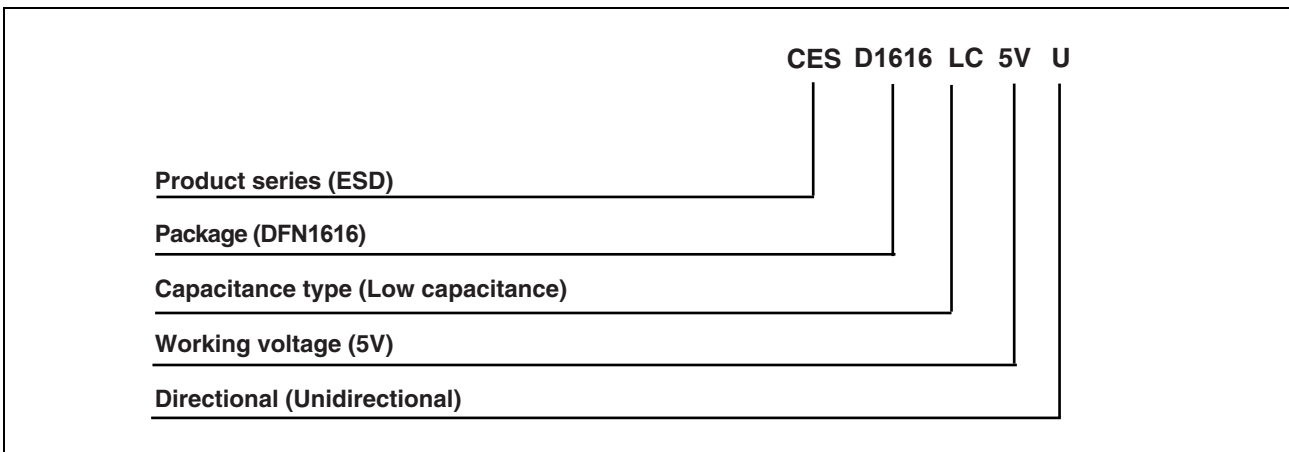 CES D1616 LC 5V U
Product series (ESD)
Package (DFN1616)
Capacitance type (Low capacitance)
Working voltage (5V)
Directional (Unidirectional)